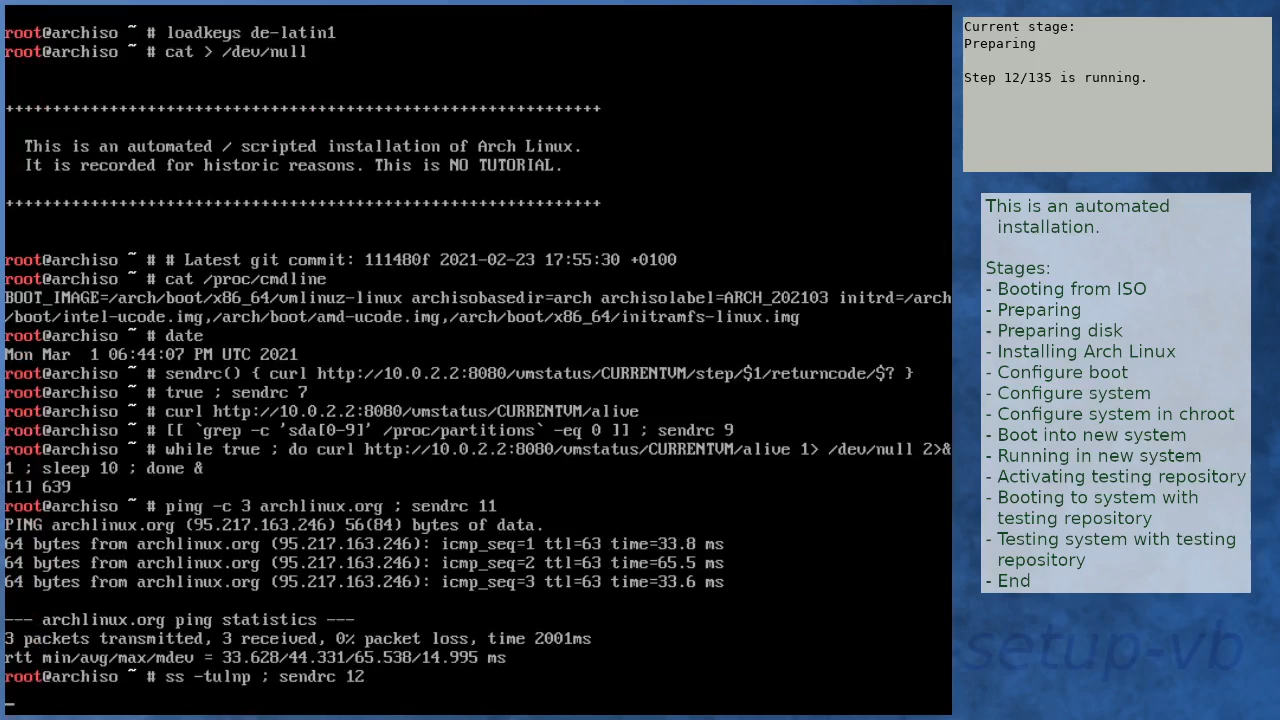 root@archiso ~ # loadkeys de-latin1
root@archiso ~ # cat > /dev/null
+++++++++++++++++++++++++++++++++++++++++++++++++++++++++++++++
This is an automated / scripted installation of Arch Linux.
It is recorded for historic reasons. This is NO TUTORIAL.
+++++++++++++++++++++++++++++++++++++++++++++++++++++++++++++++
root@archiso ~ # # Latest git commit: 111480f 2021-02-23 17:55:30 +0100
root@archiso ~ # cat /proc/cmdline
BOOT_IMAGE=/arch/boot/x86_64/vmlinuz-linux archisobasedir=arch archisolabel=ARCH_202103 initrd=/arch
/boot/intel-ucode.img,/arch/boot/amd-ucode.img,/arch/boot/x86_64/initramfs-linux.img
root@archiso ~ # date
Mon Mar  1 06:44:07 PM UTC 2021
root@archiso ~ # sendrc() { curl http://10.0.2.2:8080/vmstatus/CURRENTVM/step/$1/returncode/$? }
root@archiso ~ # true ; sendrc 7
root@archiso ~ # curl http://10.0.2.2:8080/vmstatus/CURRENTVM/alive
root@archiso ~ # [[ `grep -c 'sda[0-9]' /proc/partitions` -eq 0 ]] ; sendrc 9
root@archiso ~ # while true ; do curl http://10.0.2.2:8080/vmstatus/CURRENTVM/alive 1> /dev/null 2>&
1 ; sleep 10 ; done &
[1] 639
root@archiso ~ # ping -c 3 archlinux.org ; sendrc 11
PING archlinux.org (95.217.163.246) 56(84) bytes of data.
64 bytes from archlinux.org (95.217.163.246): icmp_seq=1 ttl=63 time=33.8 ms
64 bytes from archlinux.org (95.217.163.246): icmp_seq=2 ttl=63 time=65.5 ms
64 bytes from archlinux.org (95.217.163.246): icmp_seq=3 ttl=63 time=33.6 ms
--- archlinux.org ping statistics ---
3 packets transmitted, 3 received, 0% packet loss, time 2001ms
rtt min/avg/max/mdev = 33.628/44.331/65.538/14.995 ms
root@archiso ~ # ss -tulnp ; sendrc 12
_
Current stage:
Preparing
Step 12/135 is running.
This is an automated
installation.
Stages:
- Booting from ISO
- Preparing
- Preparing disk
- Installing Arch Linux
- Configure boot
- Configure system
- Configure system in chroot
- Boot into new system
- Running in new system
- Activating testing repository
- Booting to system with
testing repository
- Testing system with testing
repository
- End
setup-vb